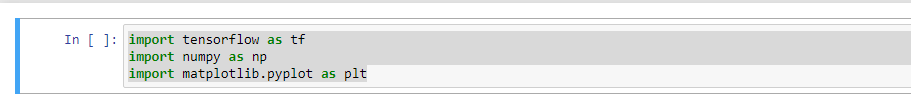 In [ ]: import tensorflow as tf
import numpy as np
import matplotlib.pyplot as plt